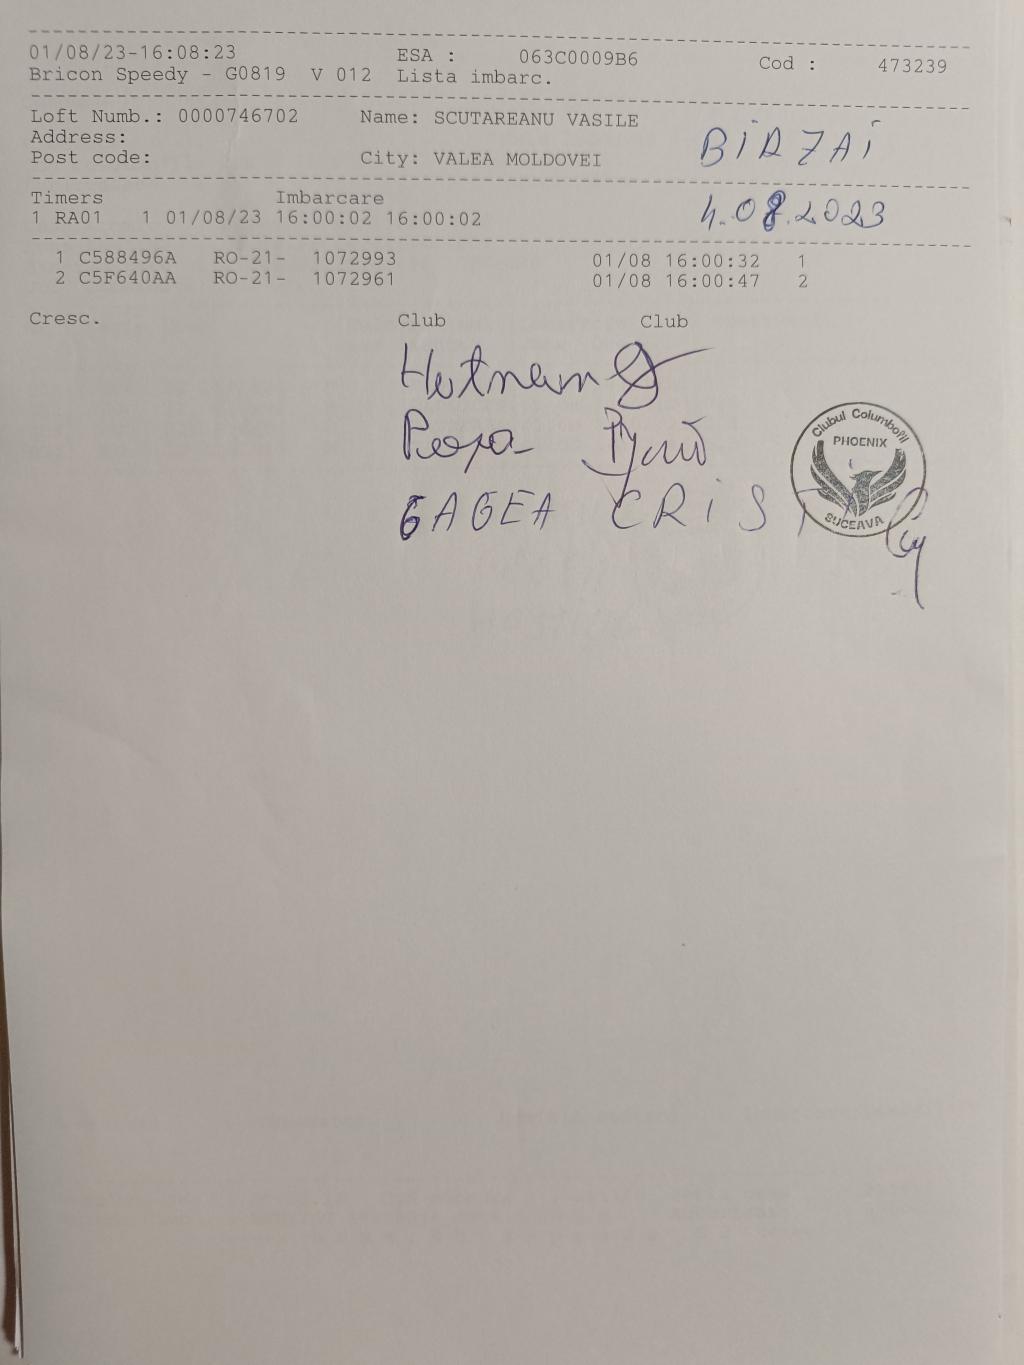 01/08/23-16:08:23 ESA : 063C0009B6 Cod : 473239
Bricon Speedy - G0819 V 012 Lista imbarc.
Loft Numb.: 0000746702 Name: SCUTAREANU VASILE
Address:
Post code: City: VALEA MOLDOVEI
BIRZAI
Timers Imbarcare
1 RA01 1 01/08/23 16:00:02 16:00:02
4.08.2023
1 C588496A RO-21- 1072993 01/08 16:00:32 1
2 C5F640AA RO-21- 1072961 01/08 16:00:47 2
Cresc. Club Club
Popa
GAGEA CRIST
Clubul Columbofil
PHOENIX
SUCEAVA